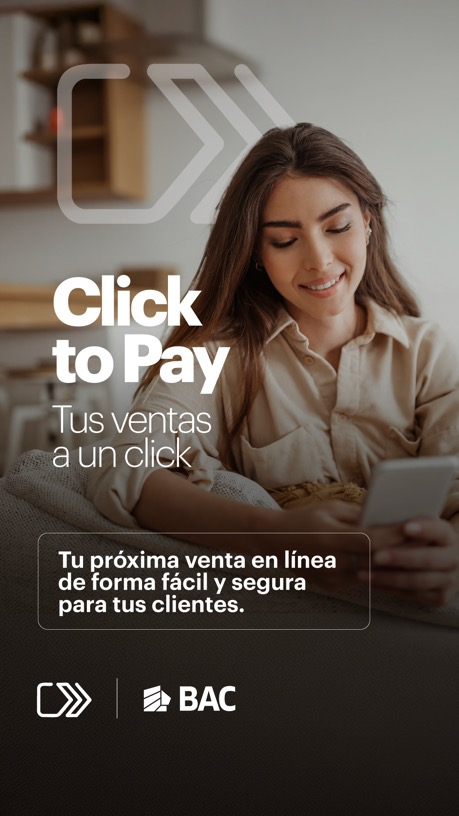 Click
to Pay
Tus ventas
a un click
Tu próxima venta en línea
de forma fácil y segura
para tus clientes.
BAC